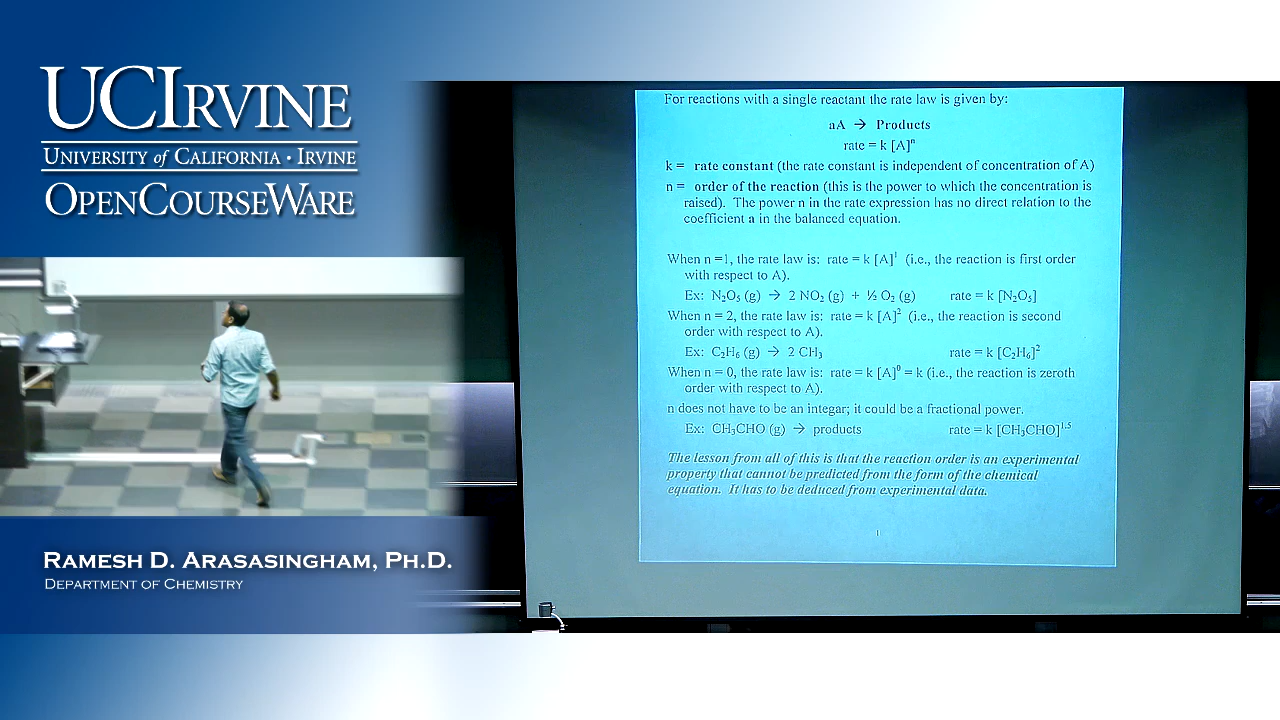 UCIRVINE
UNIVERSITY of CALIFORNIA · IRVINE
OPENCOURSEWARE
RAMESH D. ARASASINGHAM, PH.D.
DEPARTMENT OF CHEMISTRY
For reactions with a single reactant the rate law is given by:
aA → Products
rate = k [A]ⁿ
k = rate constant (the rate constant is independent of concentration of A)
n = order of the reaction (this is the power to which the concentration is
raised). The power n in the rate expression has no direct relation to the
coefficient a in the balanced equation.
When n =1, the rate law is: rate = k [A]¹ (i.e., the reaction is first order
with respect to A).
Ex: N₂O₅ (g) → 2 NO₂ (g) + ½ O₂ (g) rate = k [N₂O₅]
When n = 2, the rate law is: rate = k [A]² (i.e., the reaction is second
order with respect to A).
Ex: C₂H₆ (g) → 2 CH₃ rate = k [C₂H₆]²
When n = 0, the rate law is: rate = k [A]⁰ = k (i.e., the reaction is zeroth
order with respect to A).
n does not have to be an integar; it could be a fractional power.
Ex: CH₃CHO (g) → products rate = k [CH₃CHO]¹·⁵
The lesson from all of this is that the reaction order is an experimental
property that cannot be predicted from the form of the chemical
equation. It has to be deduced from experimental data.
1